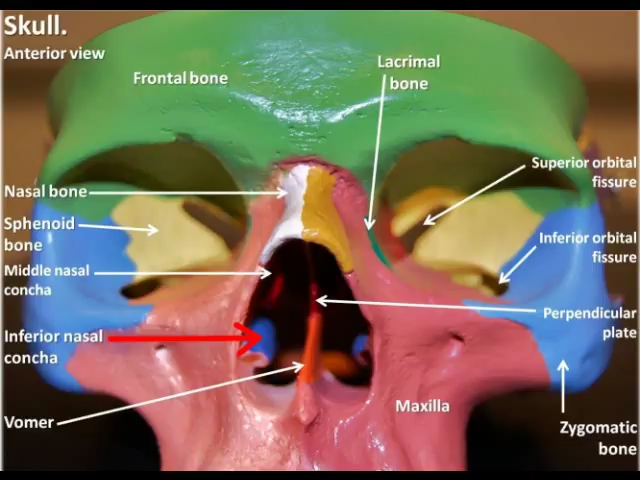 Skull.
Anterior view
Frontal bone
Lacrimal
bone
Superior orbital
fissure
Nasal bone
Sphenoid
bone
Inferior orbital
fissure
Middle nasal
concha
Perpendicular
plate
Inferior nasal
concha
Maxilla
Vomer
Zygomatic
bone